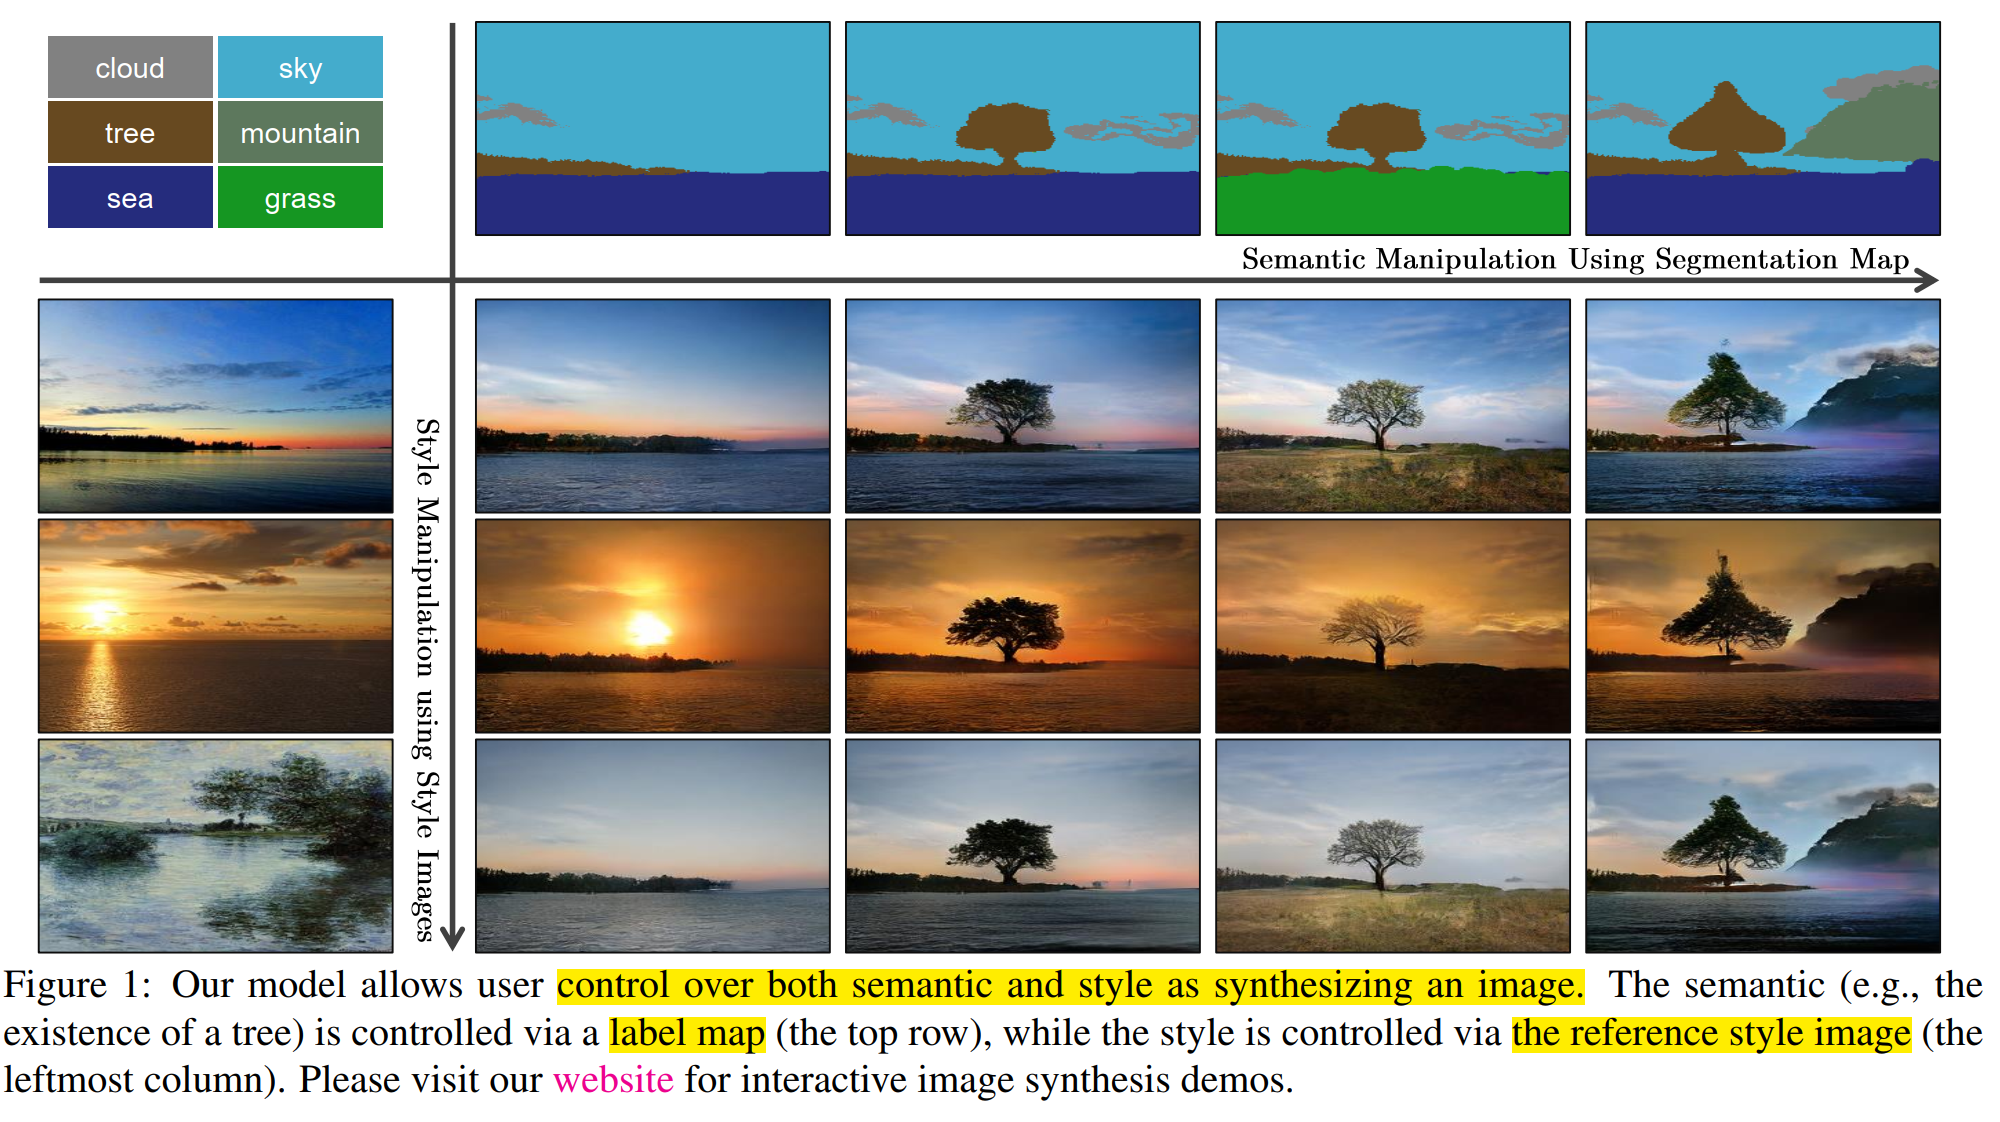 cloud
sky
tree
mountain
sea
grass
Semantic Manipulation Using Segmentation Map
Style Manipulation using Style Images
Figure 1: Our model allows user control over both semantic and style as synthesizing an image. The semantic (e.g., the
existence of a tree) is controlled via a label map (the top row), while the style is controlled via the reference style image (the
leftmost column). Please visit our website for interactive image synthesis demos.